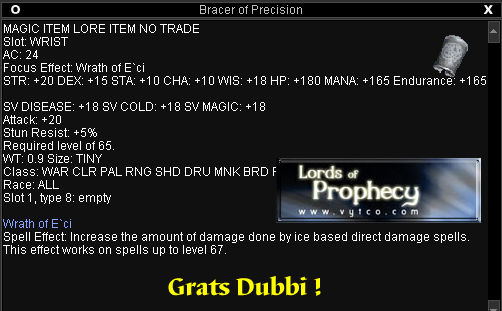 Bracer of Precision
MAGIC ITEM LORE ITEM NO TRADE
Slot: WRIST
AC: 24
Focus Effect: Wrath of E`ci
STR: +20 DEX: +15 STA: +10 CHA: +10 WIS: +18 HP: +180 MANA: +165 Endurance: +165
SV DISEASE: +18 SV COLD: +18 SV MAGIC: +18
Attack: +20
Stun Resist: +5%
Required level of 65.
WT: 0.9 Size: TINY
Class: WAR CLR PAL RNG SHD DRU MNK BRD
Race: ALL
Slot 1, type 8: empty
Lords of
Prophecy
www.vytco.com
Wrath of E`ci
Spell Effect: Increase the amount of damage done by ice based direct damage spells.
This effect works on spells up to level 67.
Grats Dubbi !